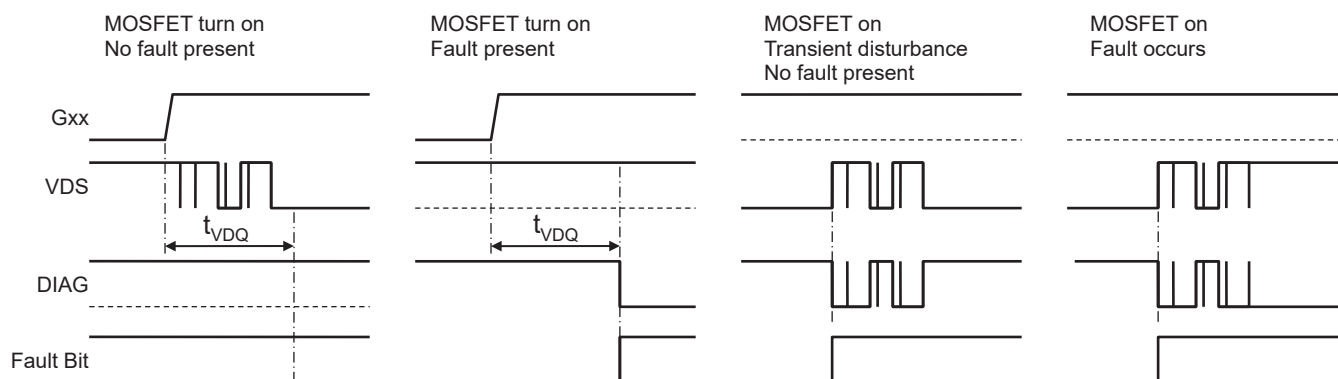 MOSFET turn on
No fault present
MOSFET turn on
Fault present
MOSFET on
Transient disturbance
No fault present
MOSFET on
Fault occurs
Gxx
VDS
tVDQ
tVDQ
DIAG
Fault Bit